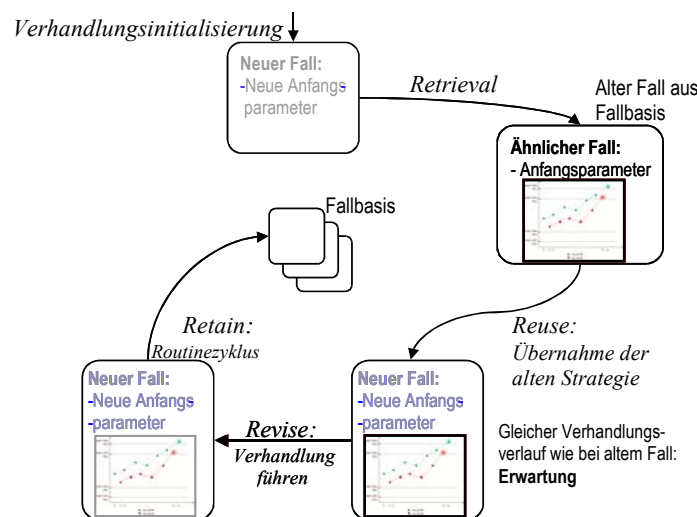 Verhandlungsinitialisierung
Neuer Fall:
-Neue Anfangs-
parameter
Retrieval
Alter Fall aus
Fallbasis
Ähnlicher Fall:
- Anfangsparameter
Fallbasis
Retain:
Routinezyklus
Reuse:
Übernahme der
alten Strategie
Neuer Fall:
-Neue Anfangs
-parameter
Revise:
Verhandlung
führen
Neuer Fall:
-Neue Anfangs
-parameter
Gleicher Verhandlungs-
verlauf wie bei altem Fall:
Erwartung